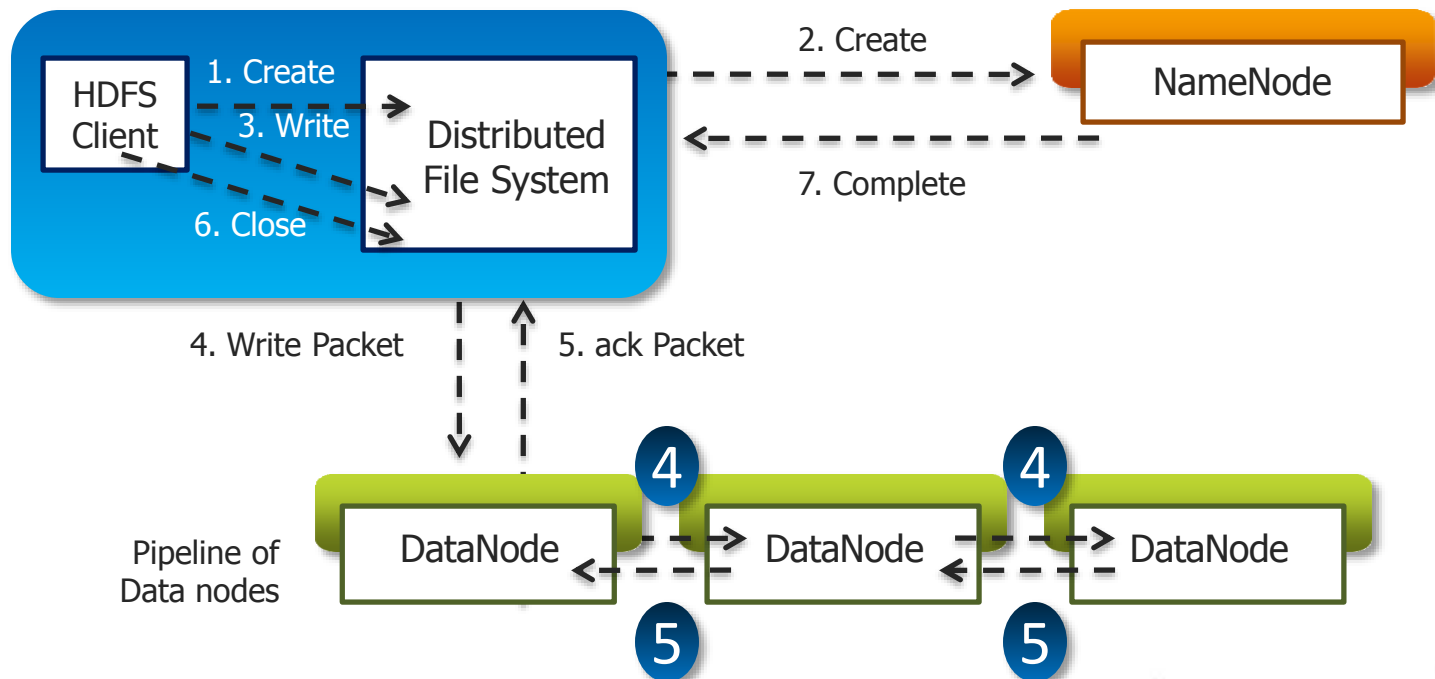 2. Create
1. Create
HDFS
Client
3. Write
Distributed
File System
NameNode
6. Close
7. Complete
4. Write Packet
5. ack Packet
4
4
Pipeline of
Data nodes
DataNode
DataNode
DataNode
5
5